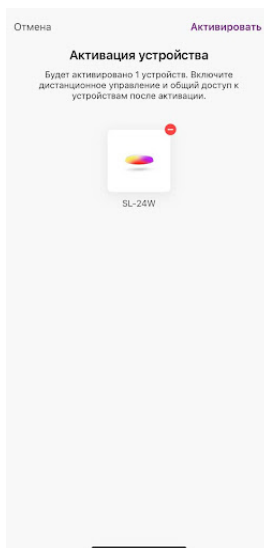 Отмена
Активировать
Активация устройства
Будет активировано 1 устройств. Включите
дистанционное управление и общий доступ к
устройствам после активации.
SL-24W